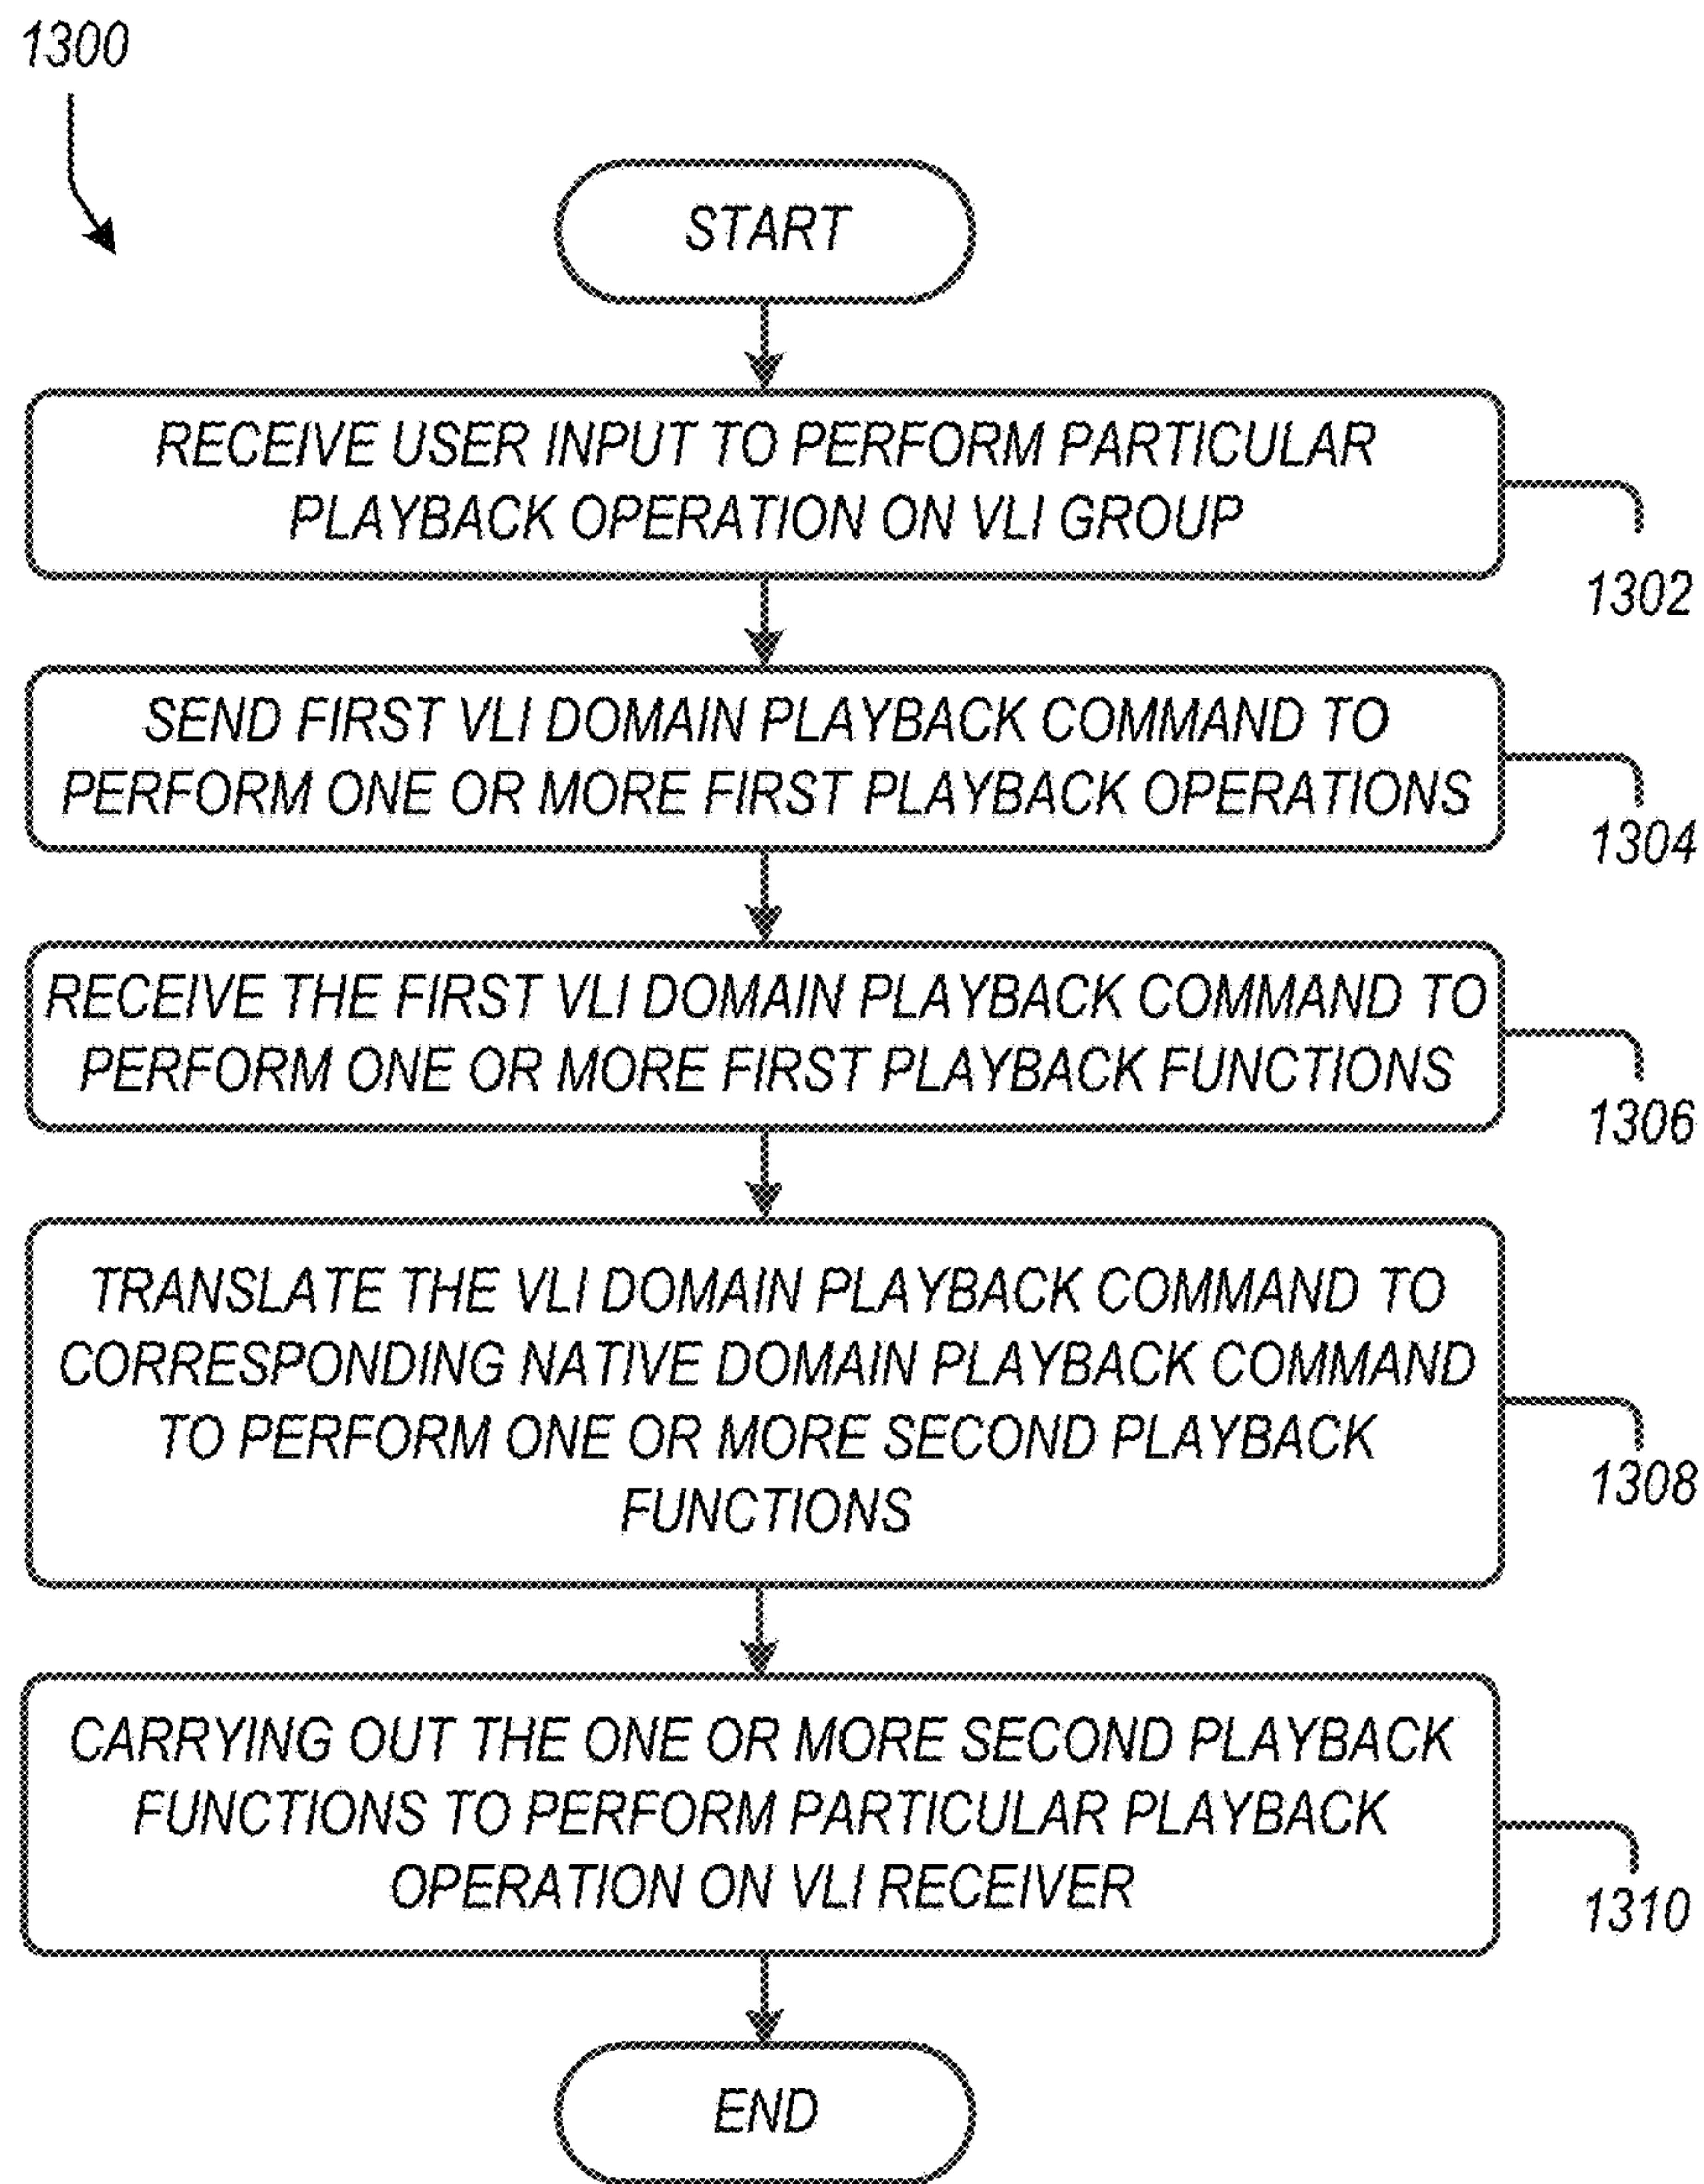 1300
START
RECEIVE USER INPUT TO PERFORM PARTICULAR
PLAYBACK OPERATION ON VLI GROUP
1302
SEND FIRST VLI DOMAIN PLAYBACK COMMAND TO
PERFORM ONE OR MORE FIRST PLAYBACK OPERATIONS
1304
RECEIVE THE FIRST VLI DOMAIN PLAYBACK COMMAND TO
PERFORM ONE OR MORE FIRST PLAYBACK FUNCTIONS
1306
TRANSLATE THE VLI DOMAIN PLAYBACK COMMAND TO
CORRESPONDING NATIVE DOMAIN PLAYBACK COMMAND
TO PERFORM ONE OR MORE SECOND PLAYBACK
FUNCTIONS
1308
CARRYING OUT THE ONE OR MORE SECOND PLAYBACK
FUNCTIONS TO PERFORM PARTICULAR PLAYBACK
OPERATION ON VLI RECEIVER
1310
END